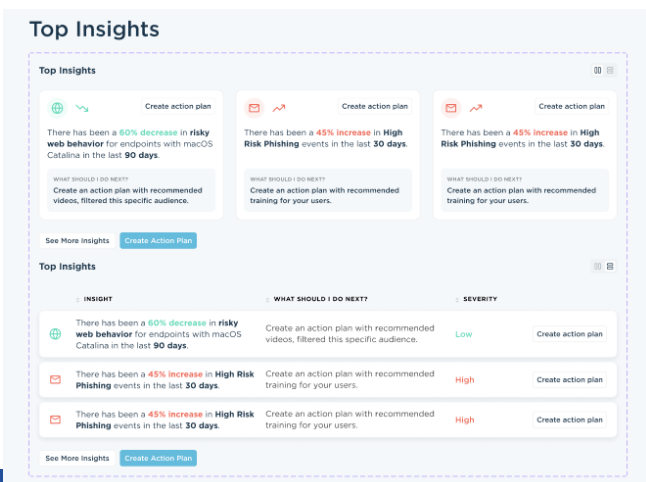 Top Insights
Top Insights
Create action plan
There has been a 60% decrease in risky
web behavior for endpoints with macOS
Catalina in the last 90 days.
WHAT SHOULD I DO NEXT?
Create an action plan with recommended
videos, filtered this specific audience.
Create action plan
There has been a 45% increase in High
Risk Phishing events in the last 30 days.
WHAT SHOULD I DO NEXT?
Create an action plan with recommended
training for your users.
Create action plan
There has been a 45% increase in High
Risk Phishing events in the last 30 days.
WHAT SHOULD I DO NEXT?
Create an action plan with recommended
training for your users.
See More Insights
Create Action Plan
Top Insights
INSIGHT
WHAT SHOULD I DO NEXT?
SEVERITY
There has been a 60% decrease in risky
web behavior for endpoints with macOS
Catalina in the last 90 days.
Create an action plan with recommended
videos, filtered this specific audience.
Low
Create action plan
There has been a 45% increase in High Risk
Phishing events in the last 30 days.
Create an action plan with recommended
training for your users.
High
Create action plan
There has been a 45% increase in High Risk
Phishing events in the last 30 days.
Create an action plan with recommended
training for your users.
High
Create action plan
See More Insights
Create Action Plan